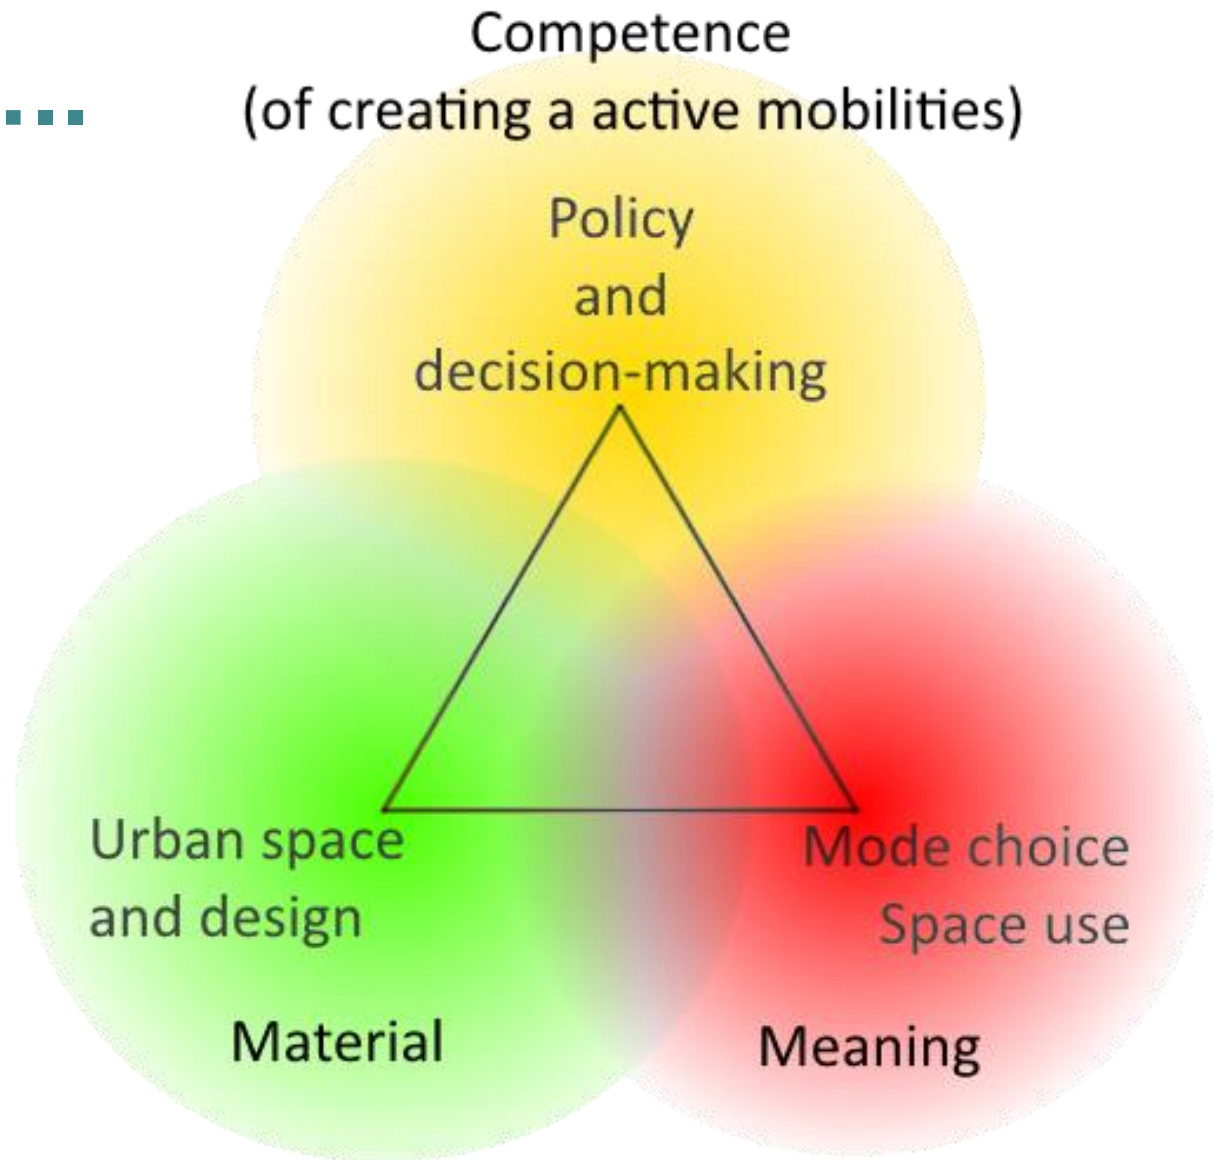 Competence
(of creating a active mobilities)
Policy
and
decision-making
Urban space
and design
Material
Mode choice
Space use
Meaning